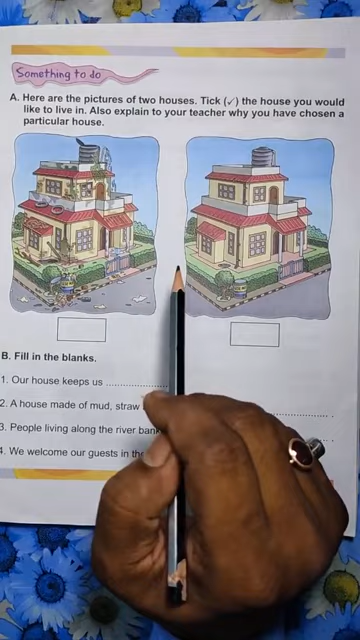 Something to do
A. Here are the pictures of two houses. Tick (✓) the house you would
like to live in. Also explain to your teacher why you have chosen a
particular house.
B. Fill in the blanks.
1. Our house keeps us ..................
2. A house made of mud, straw
3. People living along the river
4. We welcome our guests in the